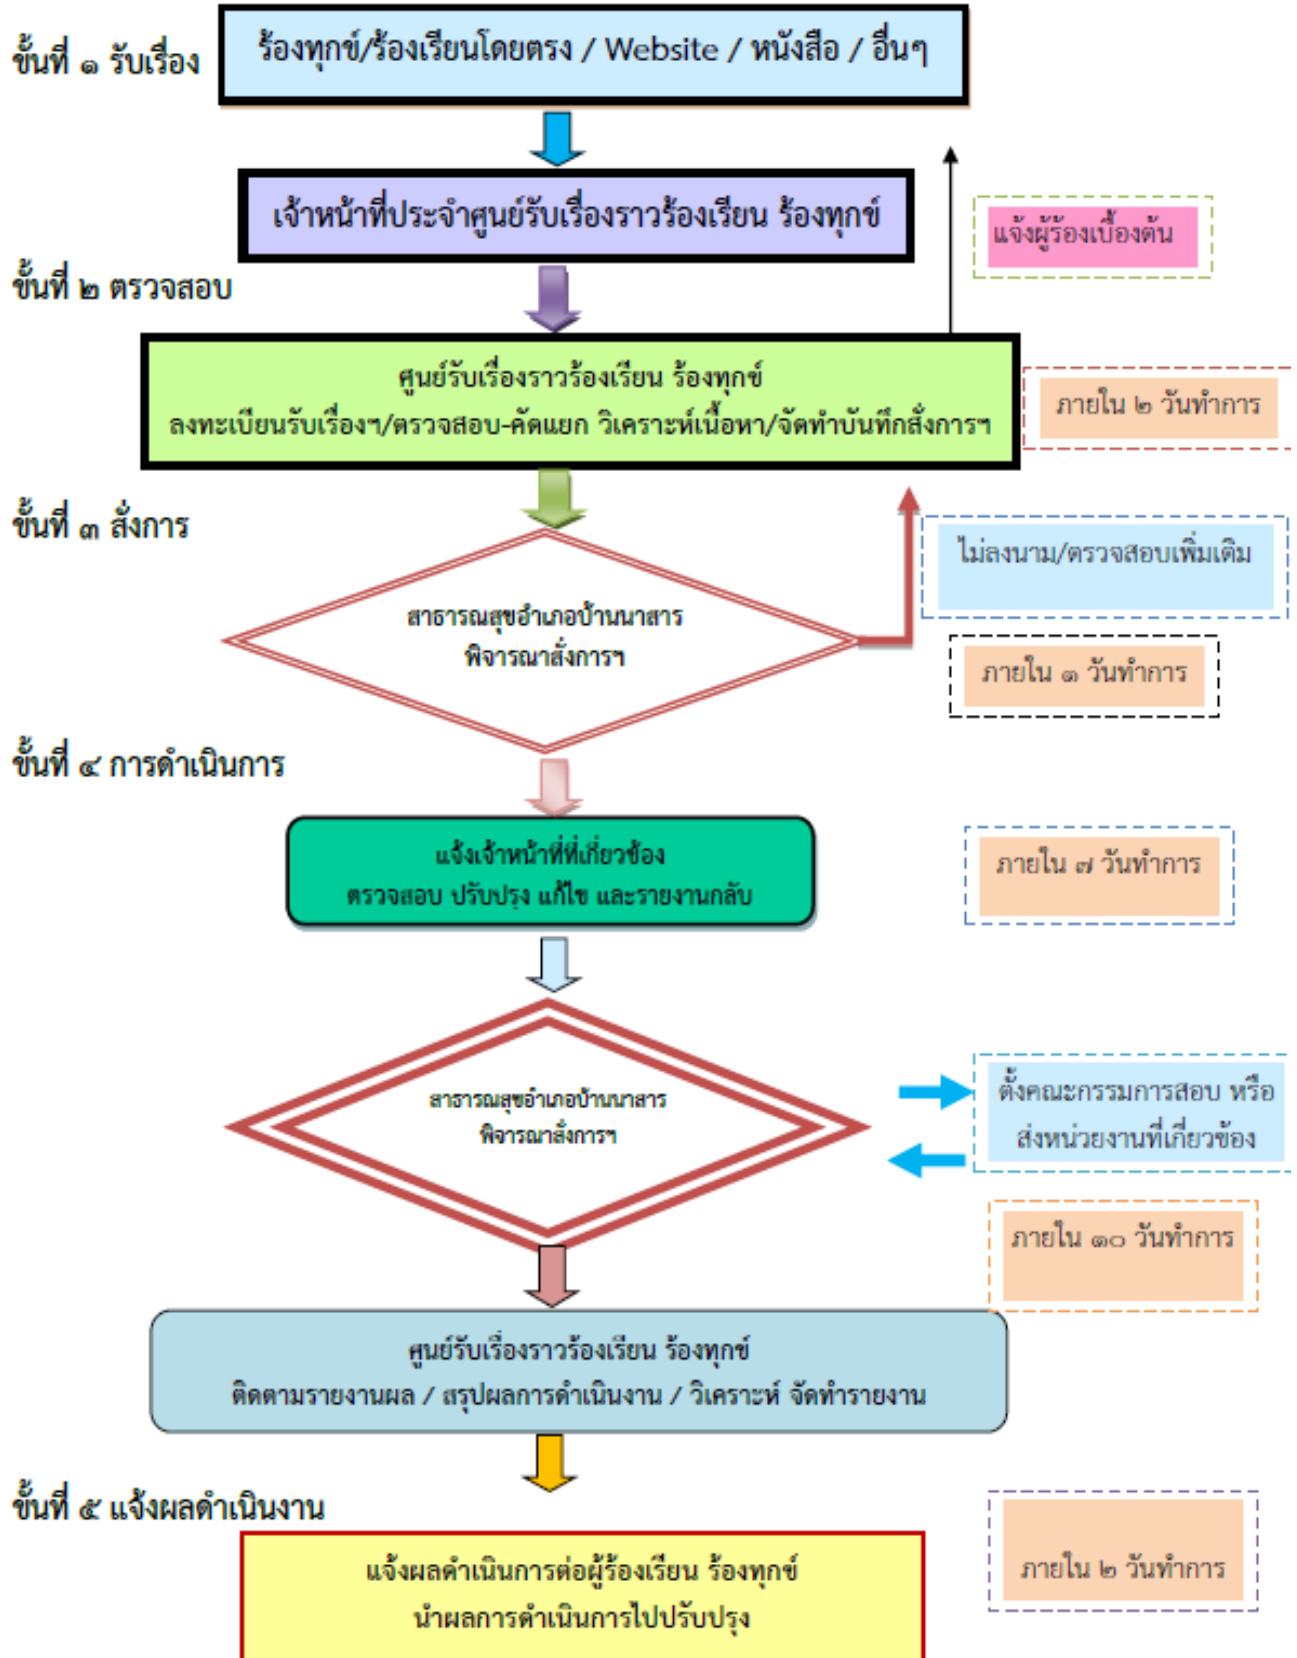 ขั้นที่ ๑ รับเรื่อง
ร้องทุกข์/ร้องเรียนโดยตรง / Website / หนังสือ / อื่นๆ
เจ้าหน้าที่ประจำศูนย์รับเรื่องราวร้องเรียน ร้องทุกข์
แจ้งผู้ร้องเบื้องต้น
ขั้นที่ ๒ ตรวจสอบ
ศูนย์รับเรื่องราวร้องเรียน ร้องทุกข์
ลงทะเบียนรับเรื่องฯ/ตรวจสอบ-คัดแยก วิเคราะห์เนื้อหา/จัดทำบันทึกสั่งการฯ
ภายใน ๒ วันทำการ
ขั้นที่ ๓ สั่งการ
ไม่ลงนาม/ตรวจสอบเพิ่มเติม
สาธารณสุขอำเภอบ้านนาสาร
พิจารณาสั่งการฯ
ภายใน ๑ วันทำการ
ขั้นที่ ๔ การดำเนินการ
แจ้งเจ้าหน้าที่ที่เกี่ยวข้อง
ตรวจสอบ ปรับปรุง แก้ไข และรายงานกลับ
ภายใน ๗ วันทำการ
สาธารณสุขอำเภอบ้านนาสาร
พิจารณาสั่งการฯ
ตั้งคณะกรรมการสอบ หรือ
ส่งหน่วยงานที่เกี่ยวข้อง
ภายใน ๑๐ วันทำการ
ศูนย์รับเรื่องราวร้องเรียน ร้องทุกข์
ติดตามรายงานผล / สรุปผลการดำเนินงาน / วิเคราะห์ จัดทำรายงาน
ขั้นที่ ๕ แจ้งผลดำเนินงาน
แจ้งผลดำเนินการต่อผู้ร้องเรียน ร้องทุกข์
นำผลการดำเนินการไปปรับปรุง
ภายใน ๒ วันทำการ